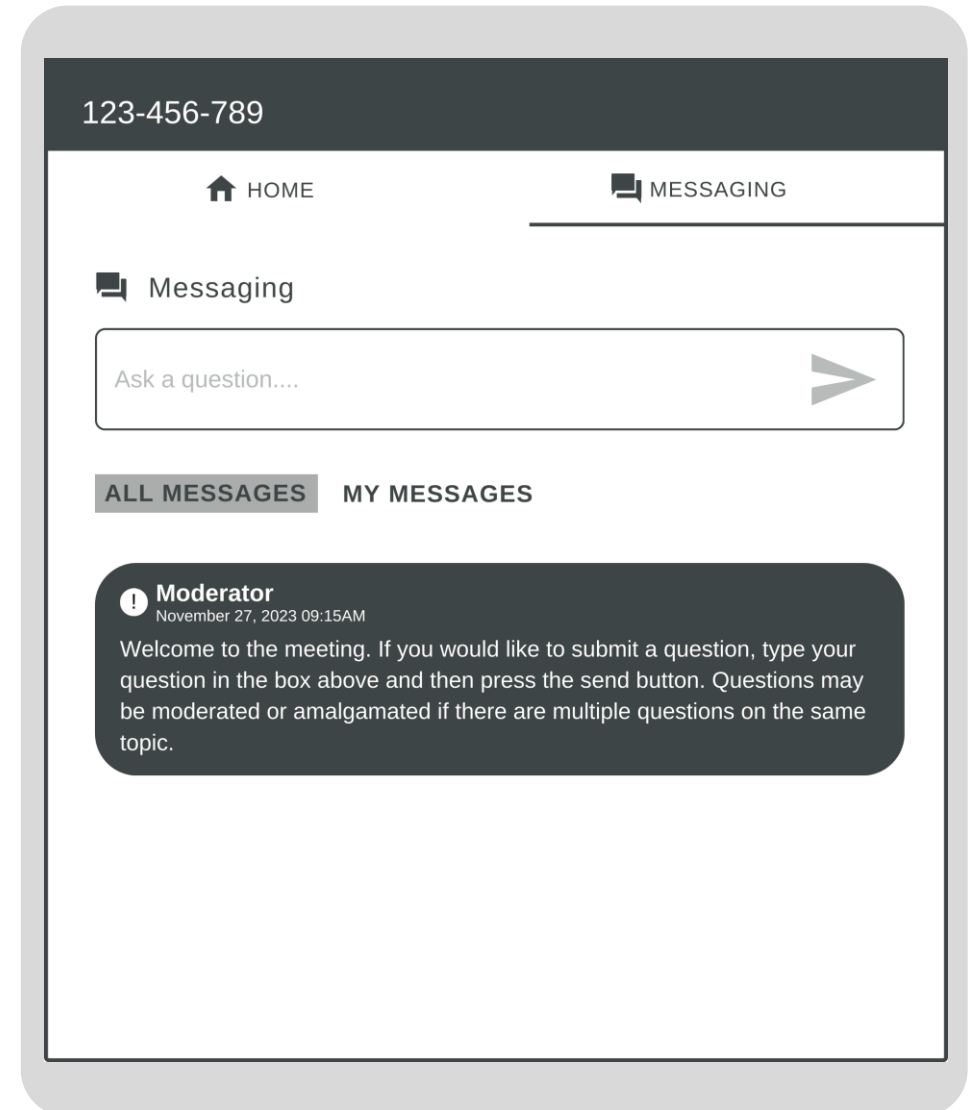 123-456-789
HOME
MESSAGING
Messaging
Ask a question....
ALL MESSAGES
MY MESSAGES
!
Moderator
November 27, 2023 09:15AM
Welcome to the meeting. If you would like to submit a question, type your
question in the box above and then press the send button. Questions may
be moderated or amalgamated if there are multiple questions on the same
topic.